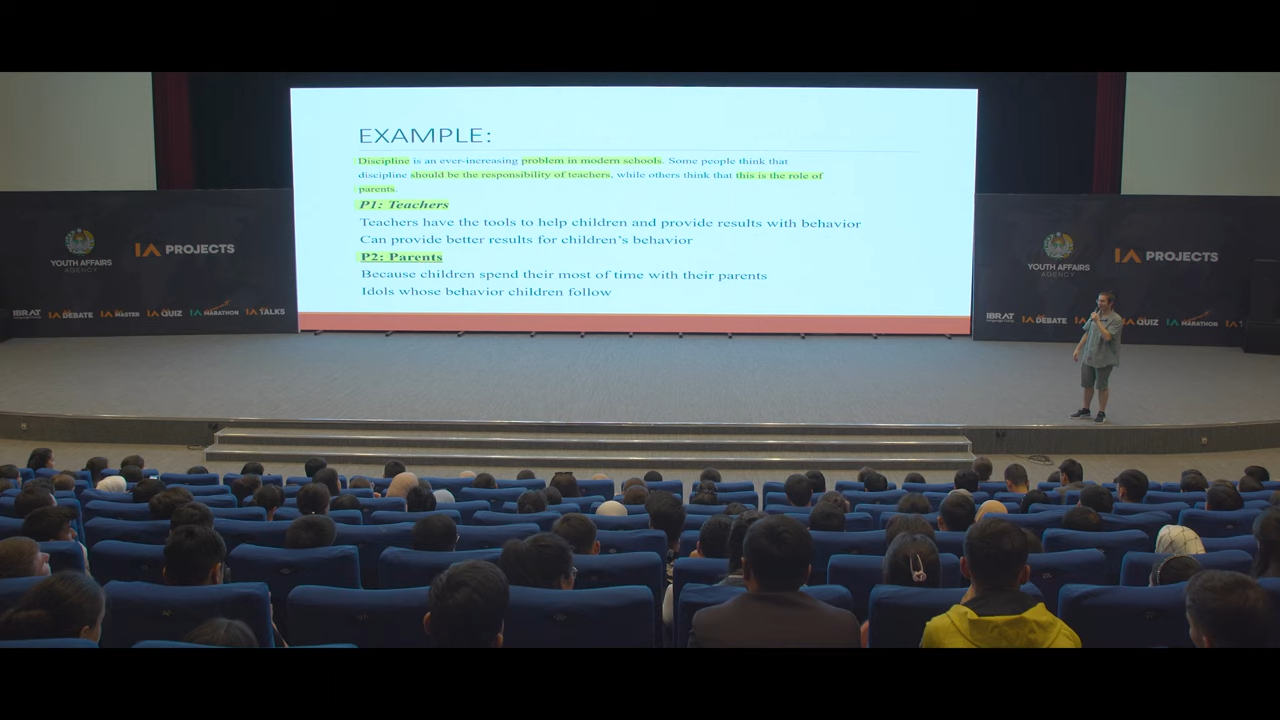 EXAMPLE:
Discipline is an ever-increasing problem in modern schools. Some people think that
discipline should be the responsibility of teachers, while others think that this is the role of
parents.
P1: Teachers
Teachers have the tools to help children and provide results with behavior
Can provide better results for children's behavior
P2: Parents
Because children spend their most of time with their parents
Idols whose behavior children follow
YOUTH AFFAIRS
AGENCY
IA PROJECTS
IBRAT
IA DEBATE
IA MASTER
IA QUIZ
IA MARATHON
IA TALKS
YOUTH AFFAIRS
AGENCY
IA PROJECTS
IBRAT
IA DEBATE
QUIZ
IA MARATHON